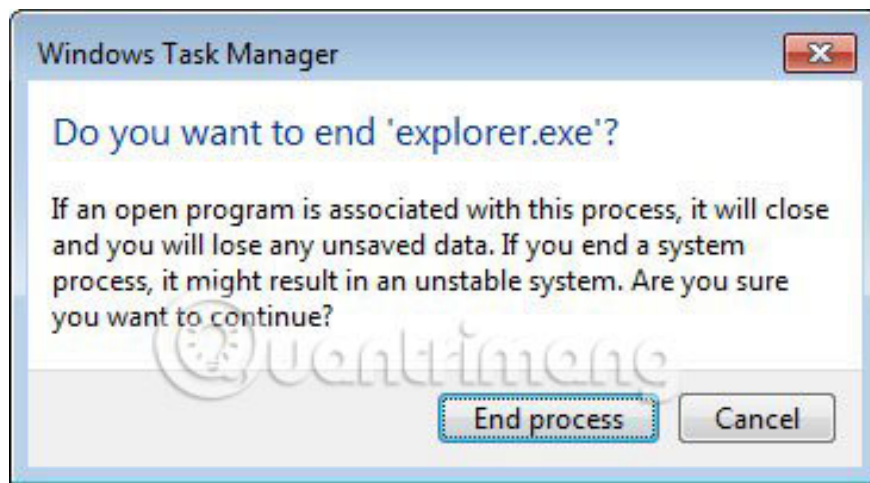 Windows Task Manager
Do you want to end 'explorer.exe'?
If an open program is associated with this process, it will close
and you will lose any unsaved data. If you end a system
process, it might result in an unstable system. Are you sure
you want to continue?
Quantrimang
End process
Cancel